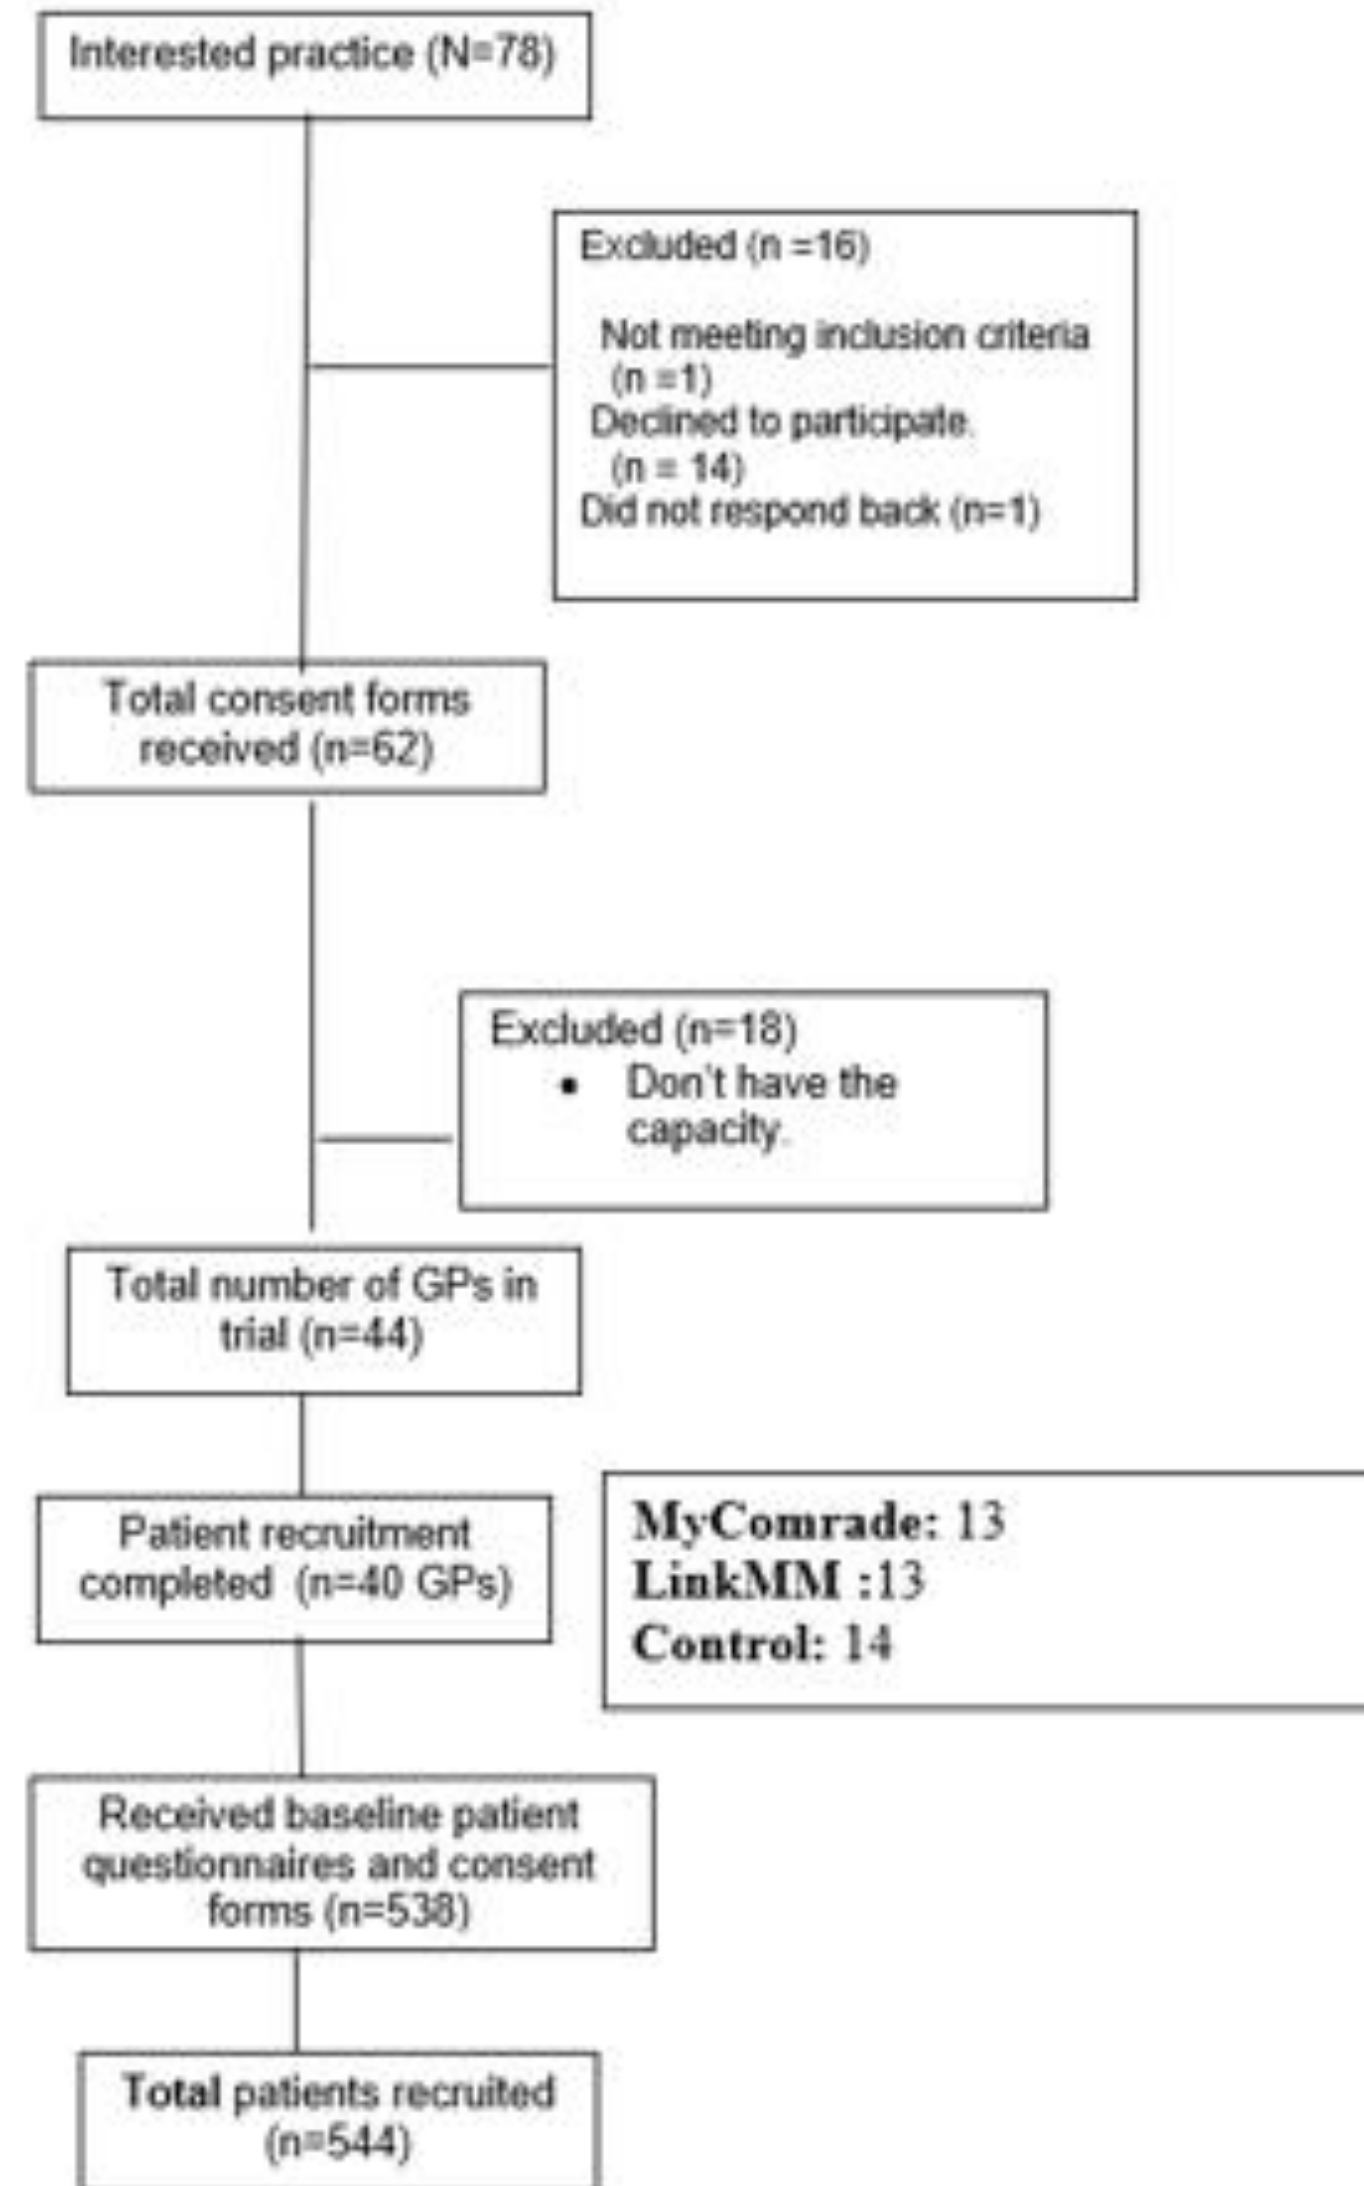 Interested practice (N=78)
Excluded (n =16)
Not meeting inclusion criteria
(n =1)
Declined to participate.
(n = 14)
Did not respond back (n=1)
Total consent forms
received (n=62)
Excluded (n=18)
• Don't have the
capacity.
Total number of GPs in
trial (n=44)
Patient recruitment
completed (n=40 GPs)
MyComrade: 13
LinkMM :13
Control: 14
Received baseline patient
questionnaires and consent
forms (n=538)
Total patients recruited
(n=544)